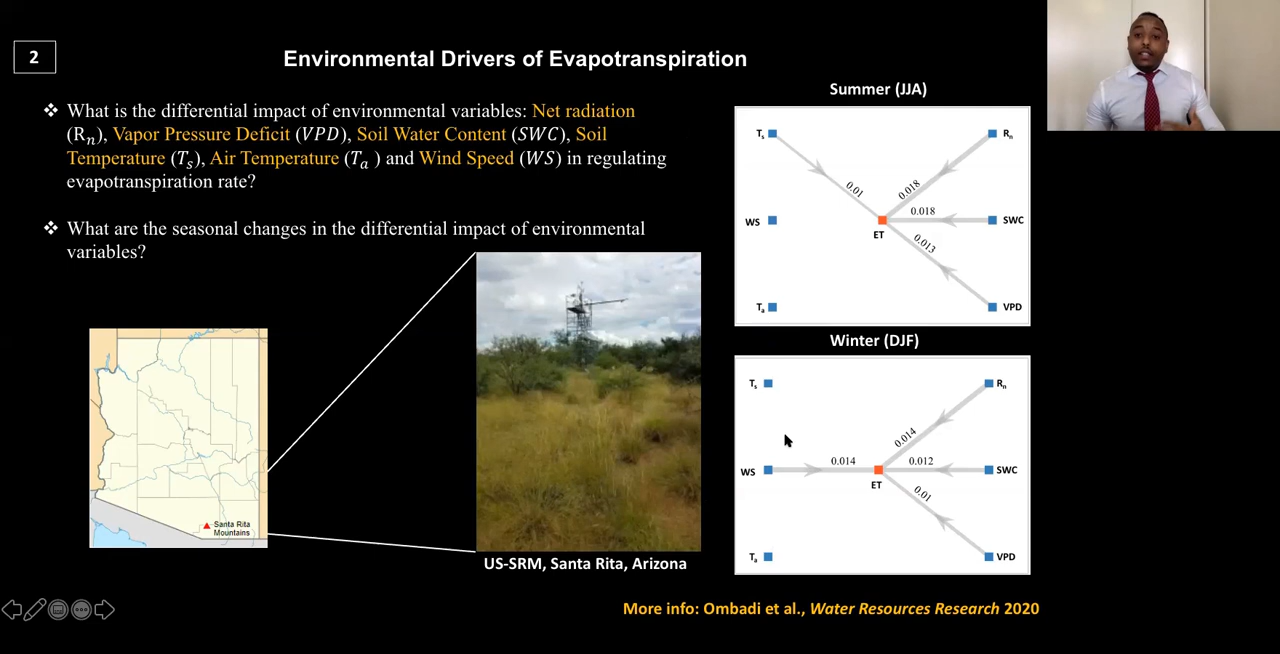 2
Environmental Drivers of Evapotranspiration
❖ What is the differential impact of environmental variables: Net radiation
(Rₙ), Vapor Pressure Deficit (VPD), Soil Water Content (SWC), Soil
Temperature (Tₛ), Air Temperature (Tₐ ) and Wind Speed (WS) in regulating
evapotranspiration rate?
❖ What are the seasonal changes in the differential impact of environmental
variables?
Santa Rita
Mountains
US-SRM, Santa Rita, Arizona
Summer (JJA)
Tₛ
Rₙ
0.01
0.018
0.018
WS
SWC
ET
0.013
Tₐ
VPD
Winter (DJF)
Tₛ
Rₙ
0.014
0.014
0.012
WS
SWC
ET
0.01
Tₐ
VPD
More info: Ombadi et al., Water Resources Research 2020